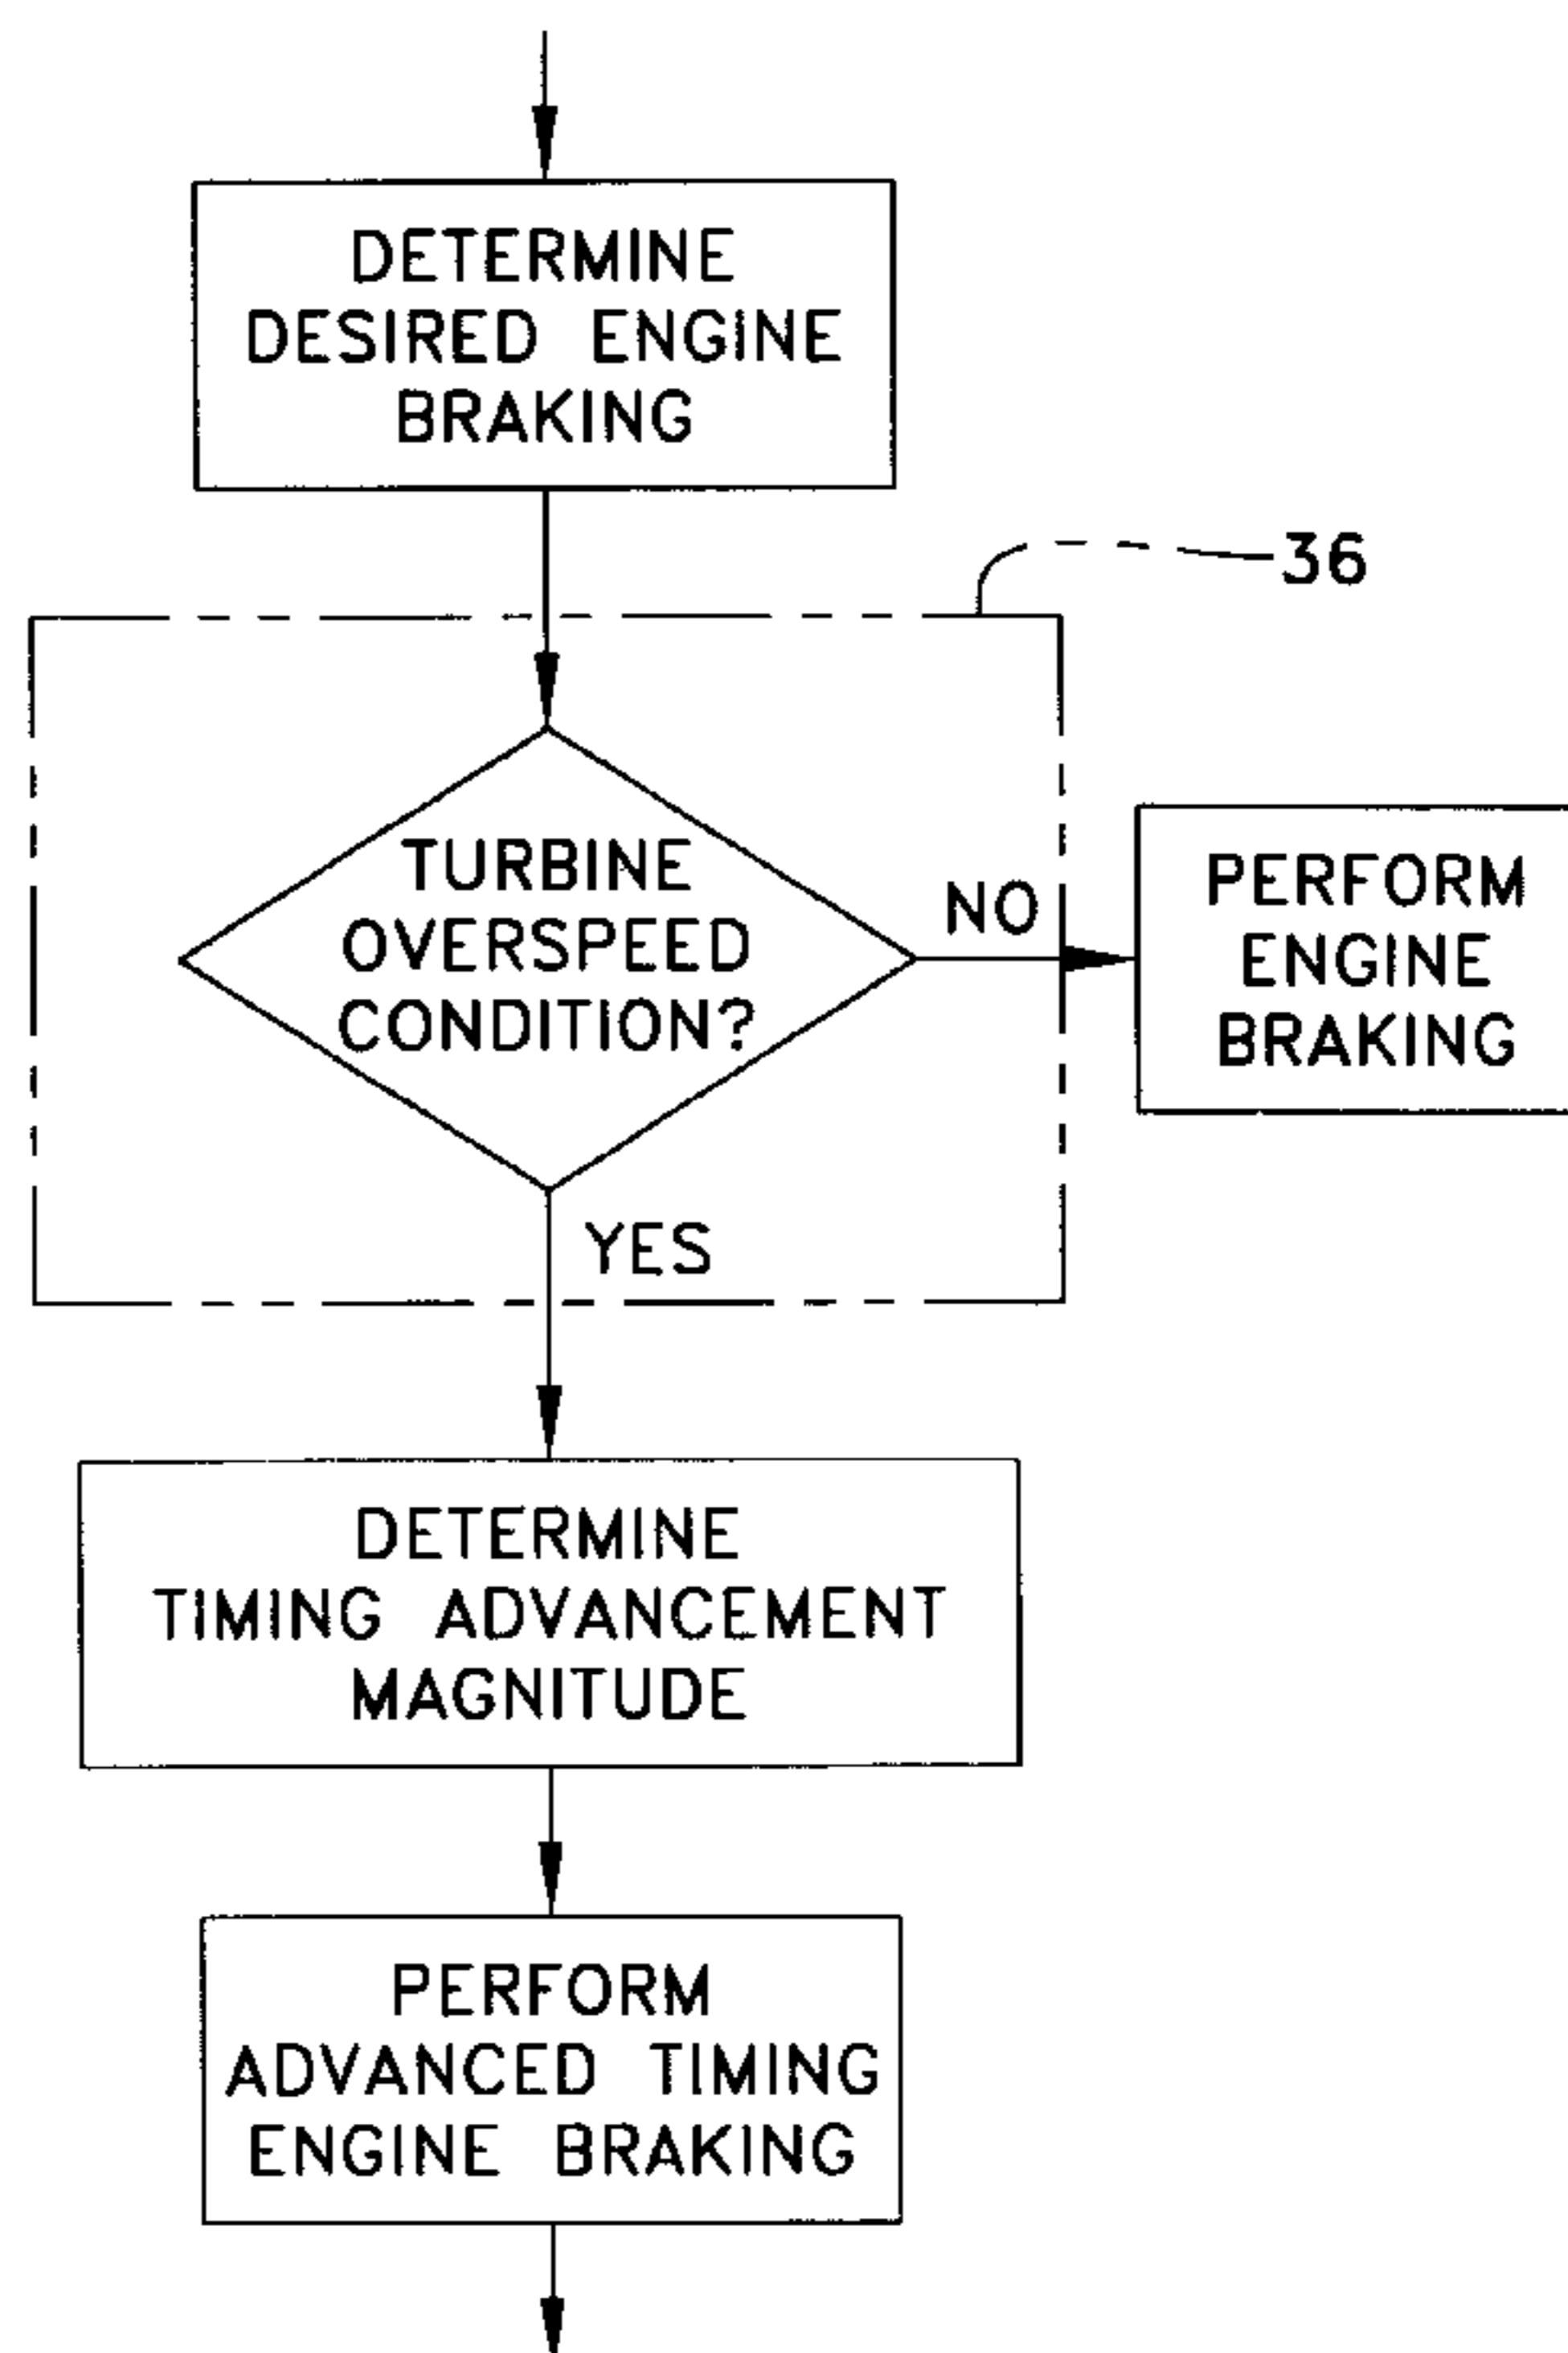 DETERMINE
DESIRED ENGINE
BRAKING
36
TURBINE
OVERSPEED
CONDITION?
NO
PERFORM
ENGINE
BRAKING
YES
DETERMINE
TIMING ADVANCEMENT
MAGNITUDE
PERFORM
ADVANCED TIMING
ENGINE BRAKING